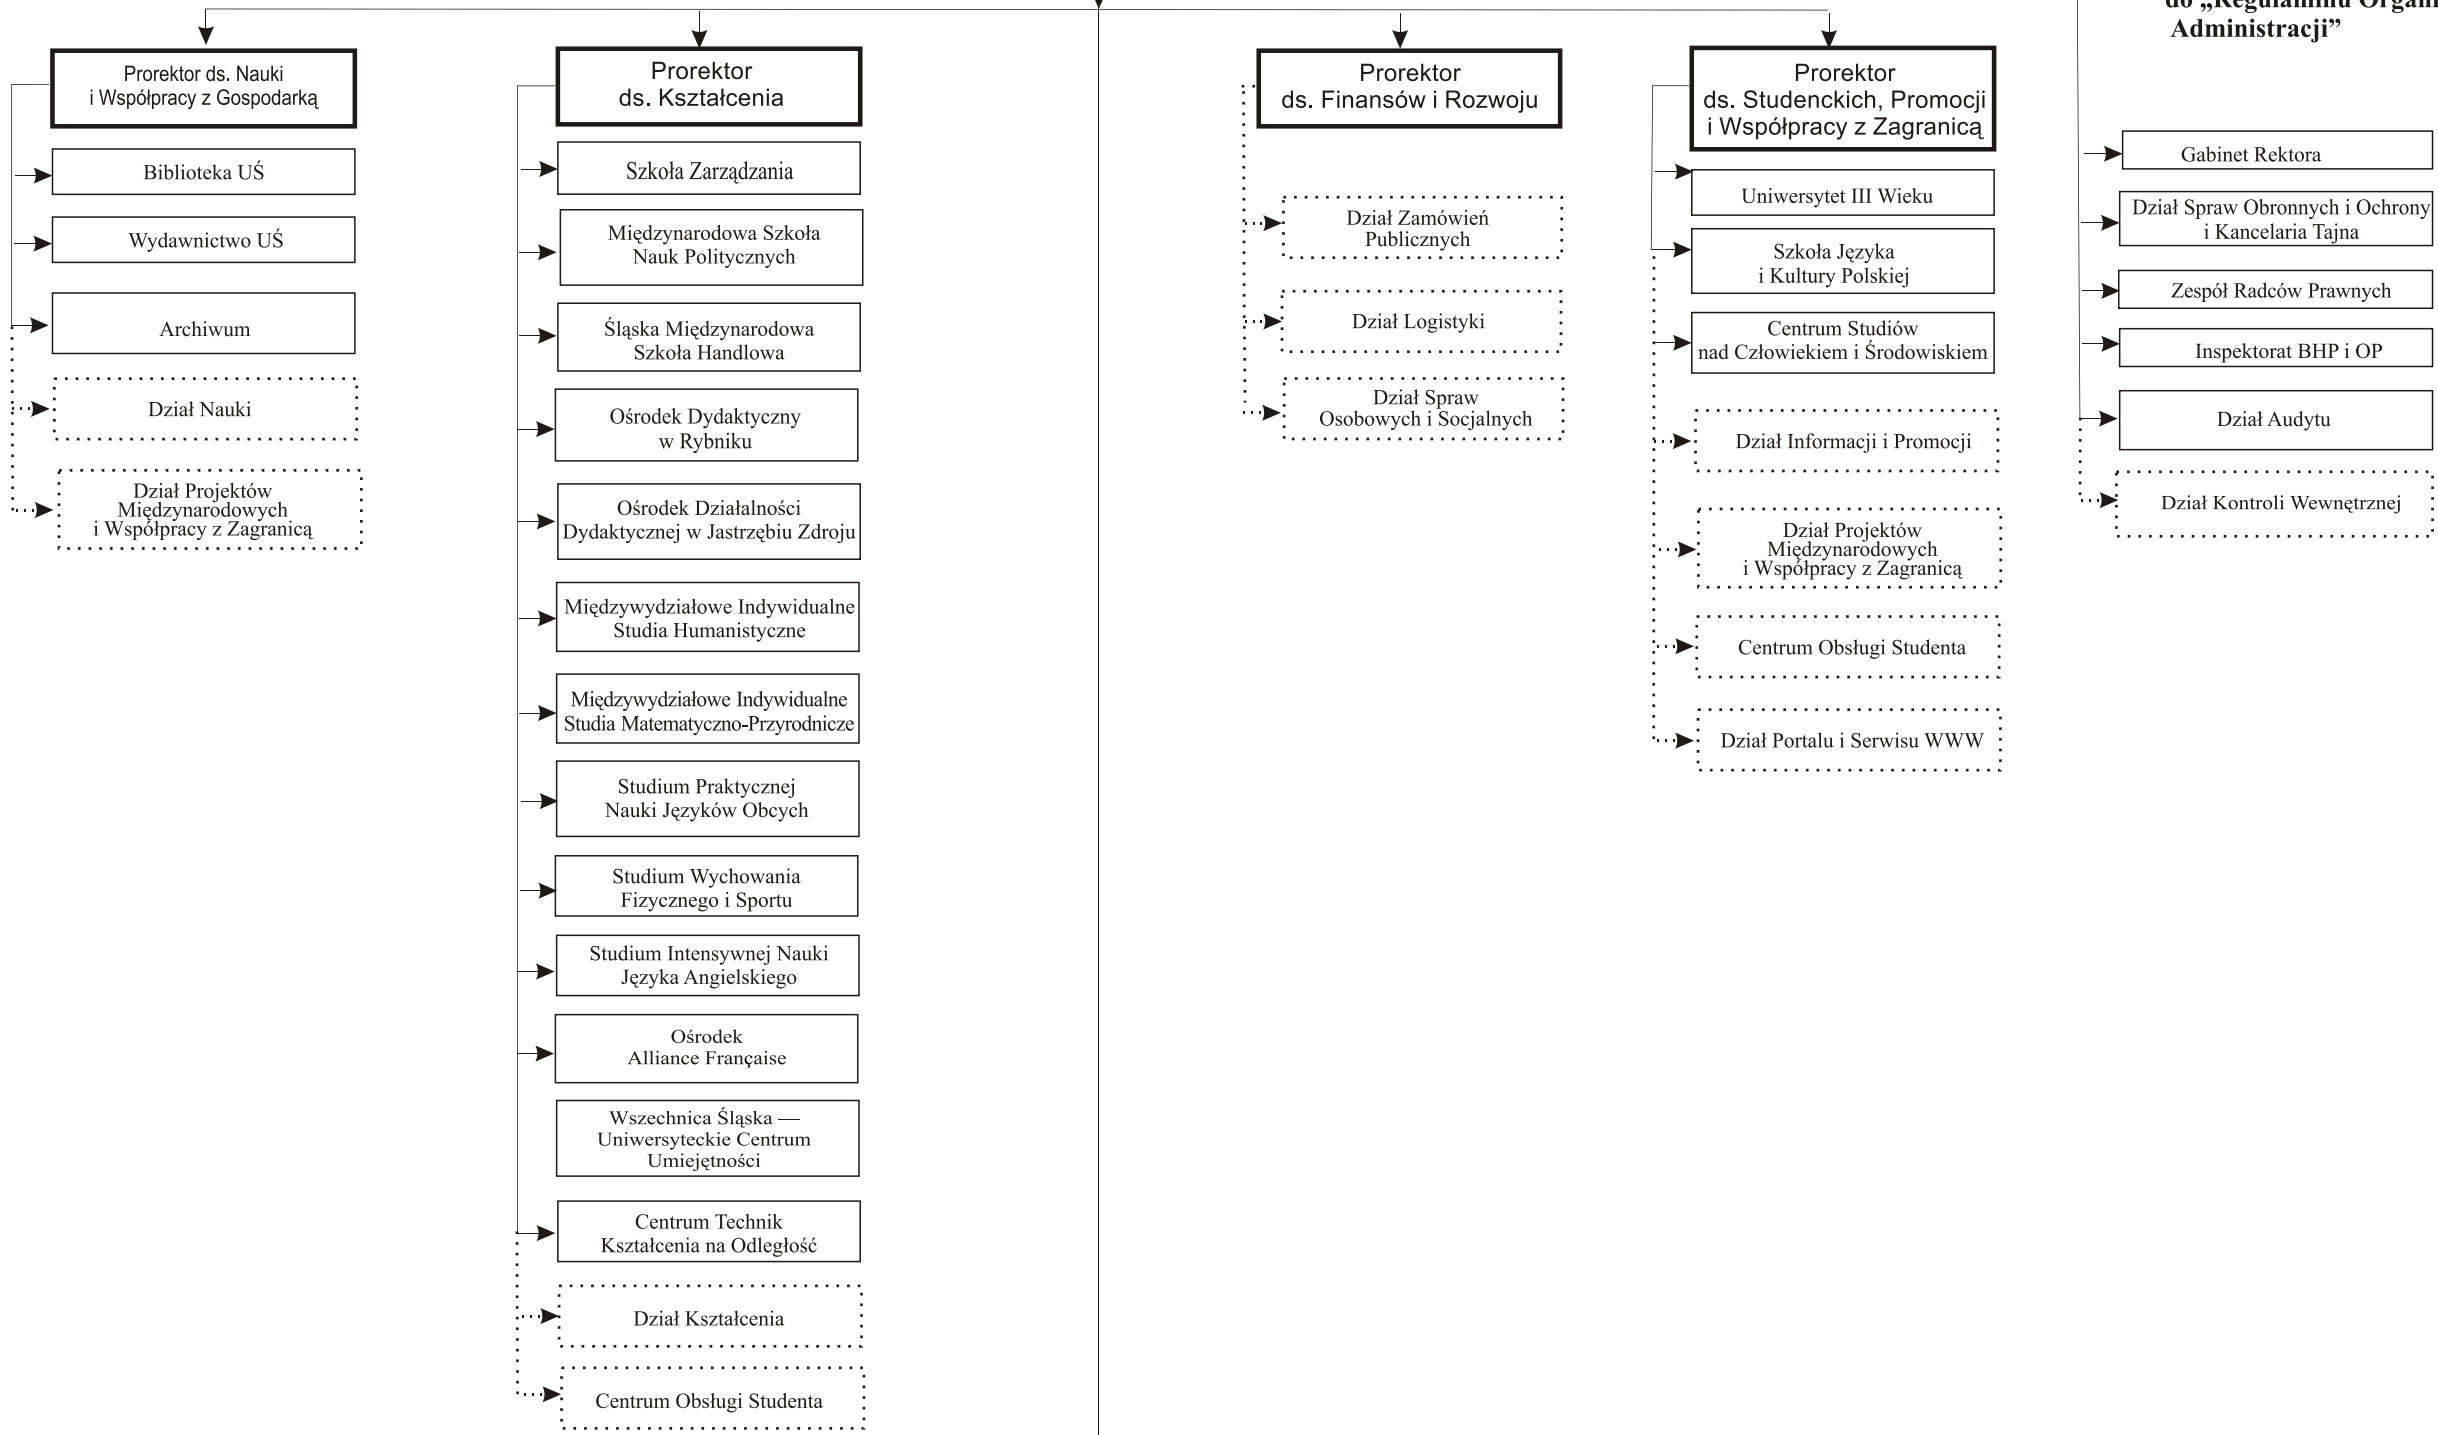 do „Regulaminu Organi
Administracji”
Prorektor ds. Nauki
i Współpracy z Gospodarką
Biblioteka UŚ
Wydawnictwo UŚ
Archiwum
Dział Nauki
Dział Projektów
Międzynarodowych
i Współpracy z Zagranicą
Prorektor
ds. Kształcenia
Szkoła Zarządzania
Międzynarodowa Szkoła
Nauk Politycznych
Śląska Międzynarodowa
Szkoła Handlowa
Ośrodek Dydaktyczny
w Rybniku
Ośrodek Działalności
Dydaktycznej w Jastrzębiu Zdroju
Międzywydziałowe Indywidualne
Studia Humanistyczne
Międzywydziałowe Indywidualne
Studia Matematyczno-Przyrodnicze
Studium Praktycznej
Nauki Języków Obcych
Studium Wychowania
Fizycznego i Sportu
Studium Intensywnej Nauki
Języka Angielskiego
Ośrodek
Alliance Française
Wszechnica Śląska —
Uniwersyteckie Centrum
Umiejętności
Centrum Technik
Kształcenia na Odległość
Dział Kształcenia
Centrum Obsługi Studenta
Prorektor
ds. Finansów i Rozwoju
Dział Zamówień
Publicznych
Dział Logistyki
Dział Spraw
Osobowych i Socjalnych
Prorektor
ds. Studenckich, Promocji
i Współpracy z Zagranicą
Uniwersytet III Wieku
Szkoła Języka
i Kultury Polskiej
Centrum Studiów
nad Człowiekiem i Środowiskiem
Dział Informacji i Promocji
Dział Projektów
Międzynarodowych
i Współpracy z Zagranicą
Centrum Obsługi Studenta
Dział Portalu i Serwisu WWW
Gabinet Rektora
Dział Spraw Obronnych i Ochrony
i Kancelaria Tajna
Zespół Radców Prawnych
Inspektorat BHP i OP
Dział Audytu
Dział Kontroli Wewnętrznej